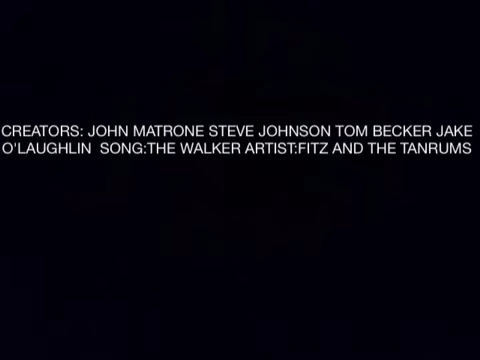 CREATORS: JOHN MATRONE STEVE JOHNSON TOM BECKER JAKE
O'LAUGHLIN  SONG:THE WALKER ARTIST:FITZ AND THE TANRUMS